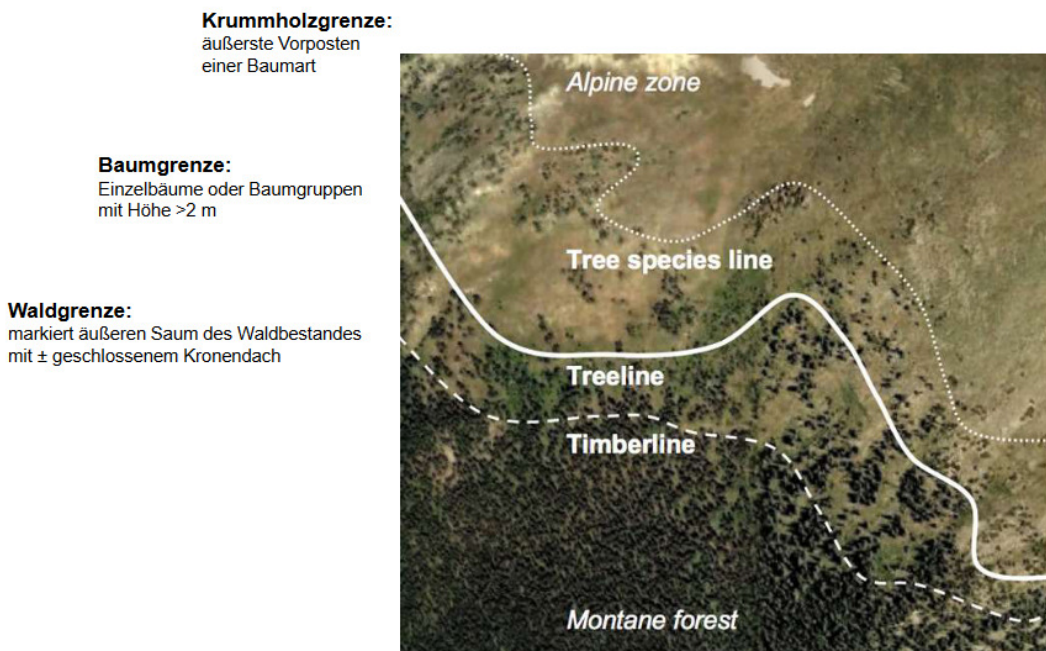 Krummholzgrenze:
äußerste Vorposten
einer Baumart
Alpine zone
Baumgrenze:
Einzelbäume oder Baumgruppen
mit Höhe >2 m
Tree species line
Waldgrenze:
markiert äußeren Saum des Waldbestandes
mit ± geschlossenem Kronendach
Treeline
Timberline
Montane forest